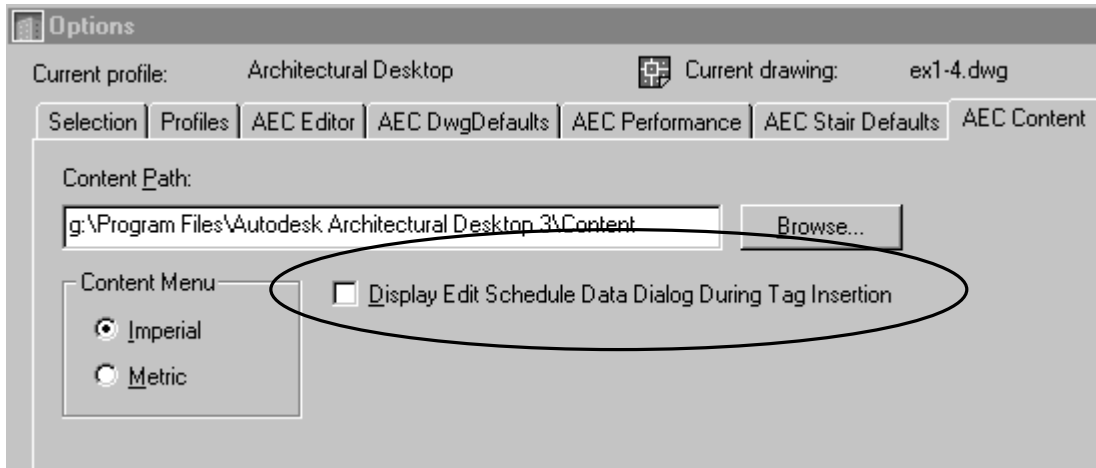 Options
Current profile: Architectural Desktop Current drawing: ex1-4.dwg
Selection Profiles AEC Editor AEC DwgDefaults AEC Performance AEC Stair Defaults AEC Content
Content Path:
g:\Program Files\Autodesk Architectural Desktop 3\Content Browse...
Content Menu Display Edit Schedule Data Dialog During Tag Insertion
Imperial
Metric